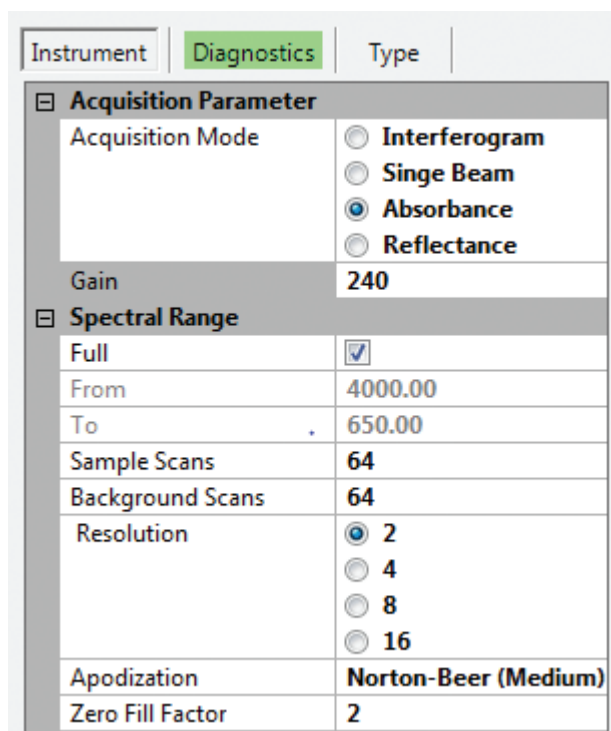 Instrument Diagnostics Type
Acquisition Parameter
Acquisition Mode Interferogram
Singe Beam
Absorbance
Reflectance
Gain 240
Spectral Range
Full
From 4000.00
To 650.00
Sample Scans 64
Background Scans 64
Resolution 2
4
8
16
Apodization Norton-Beer (Medium)
Zero Fill Factor 2